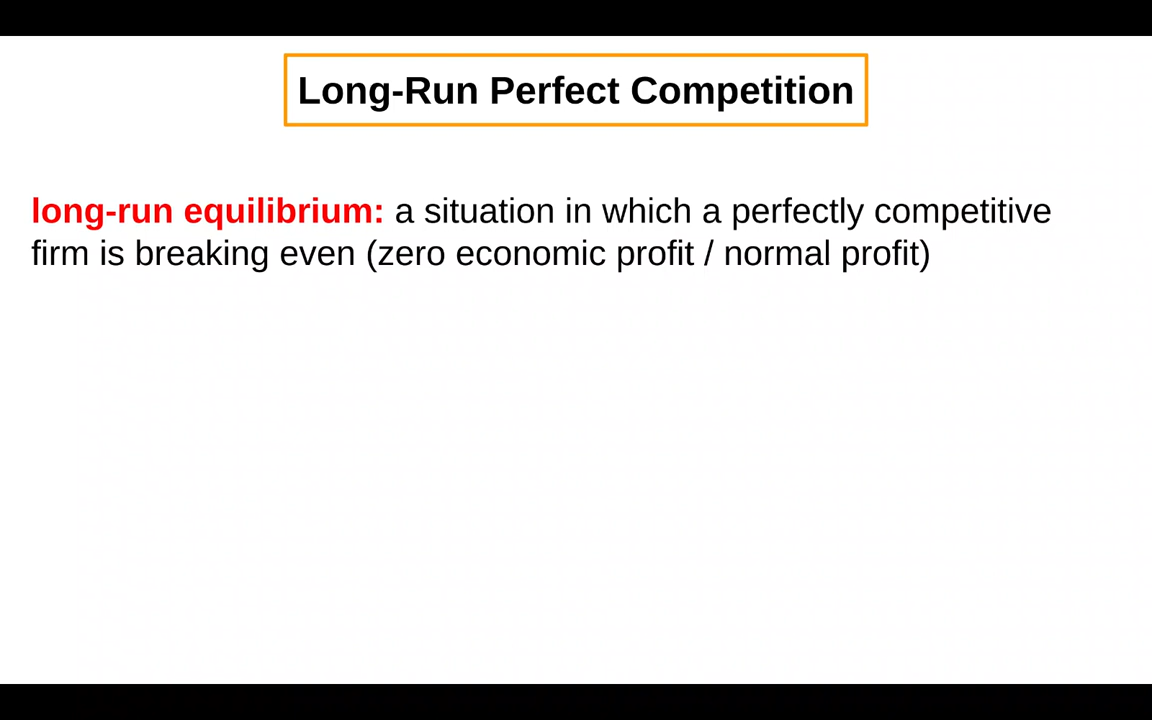 Long-Run Perfect Competition
long-run equilibrium: a situation in which a perfectly competitive
firm is breaking even (zero economic profit / normal profit)